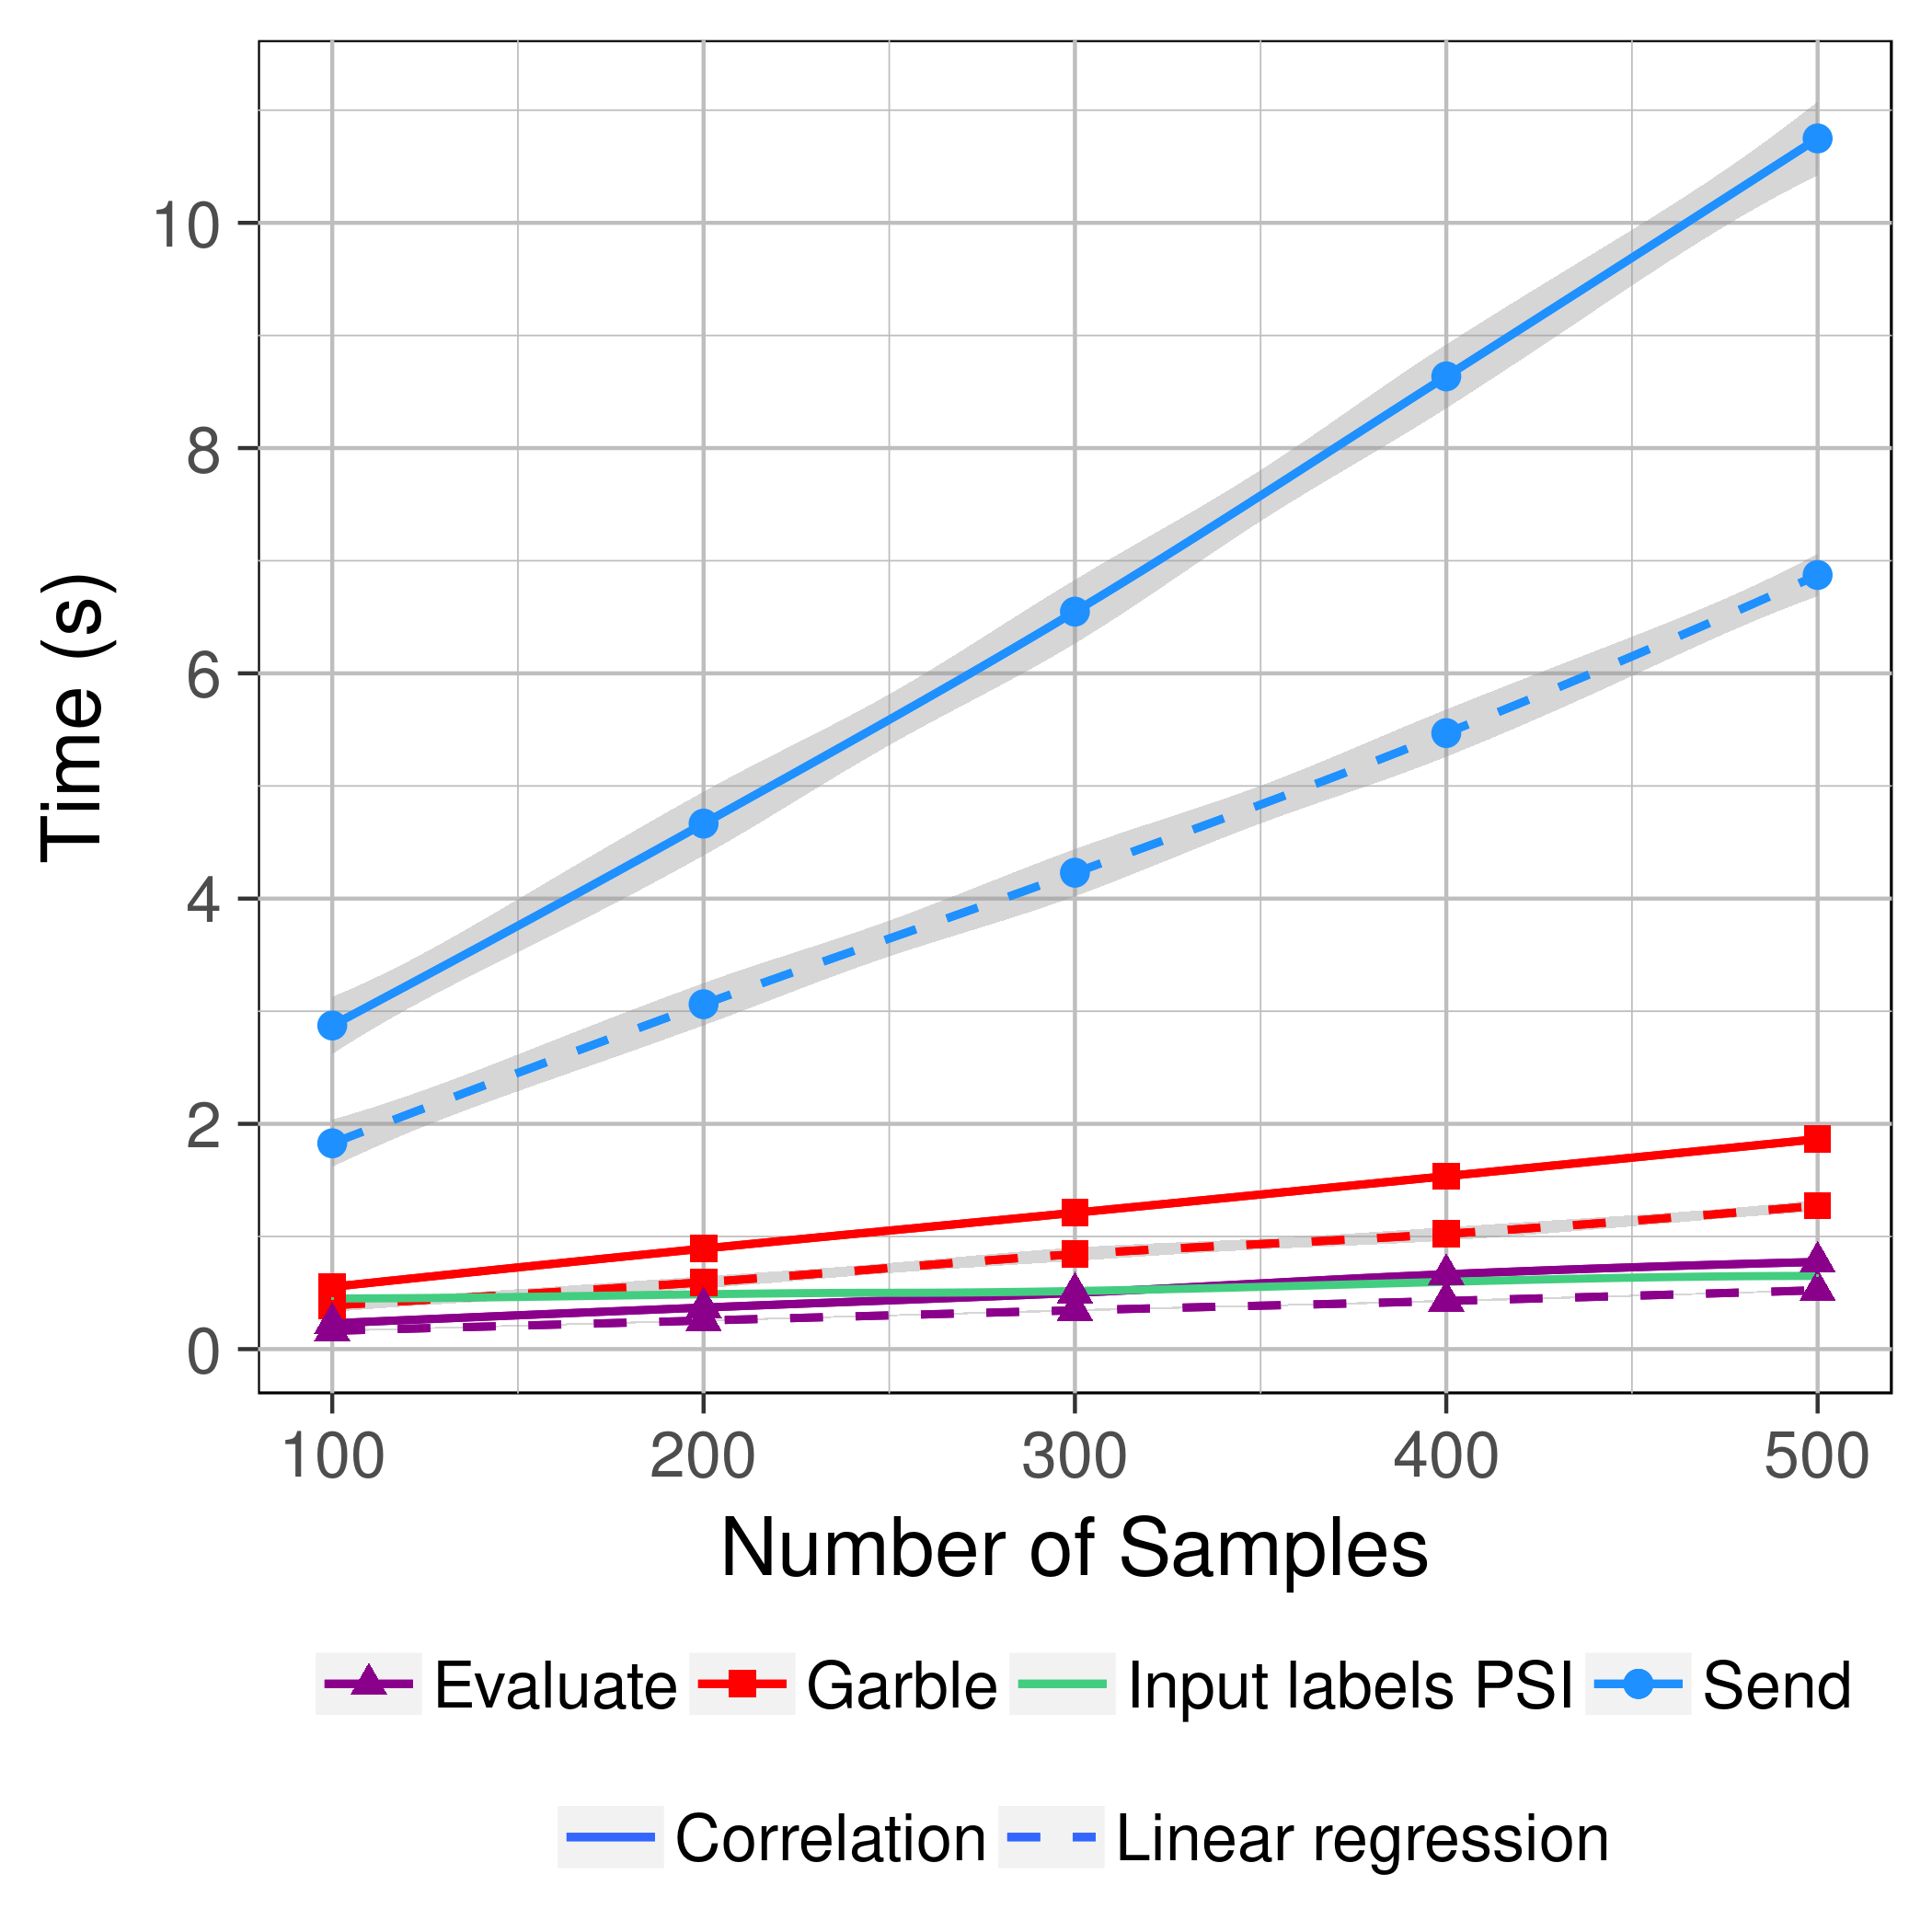 Time (s)
10
8
6
4
2
0
100 200 300 400 500
Number of Samples
Evaluate Garble Input labels PSI Send
Correlation Linear regression